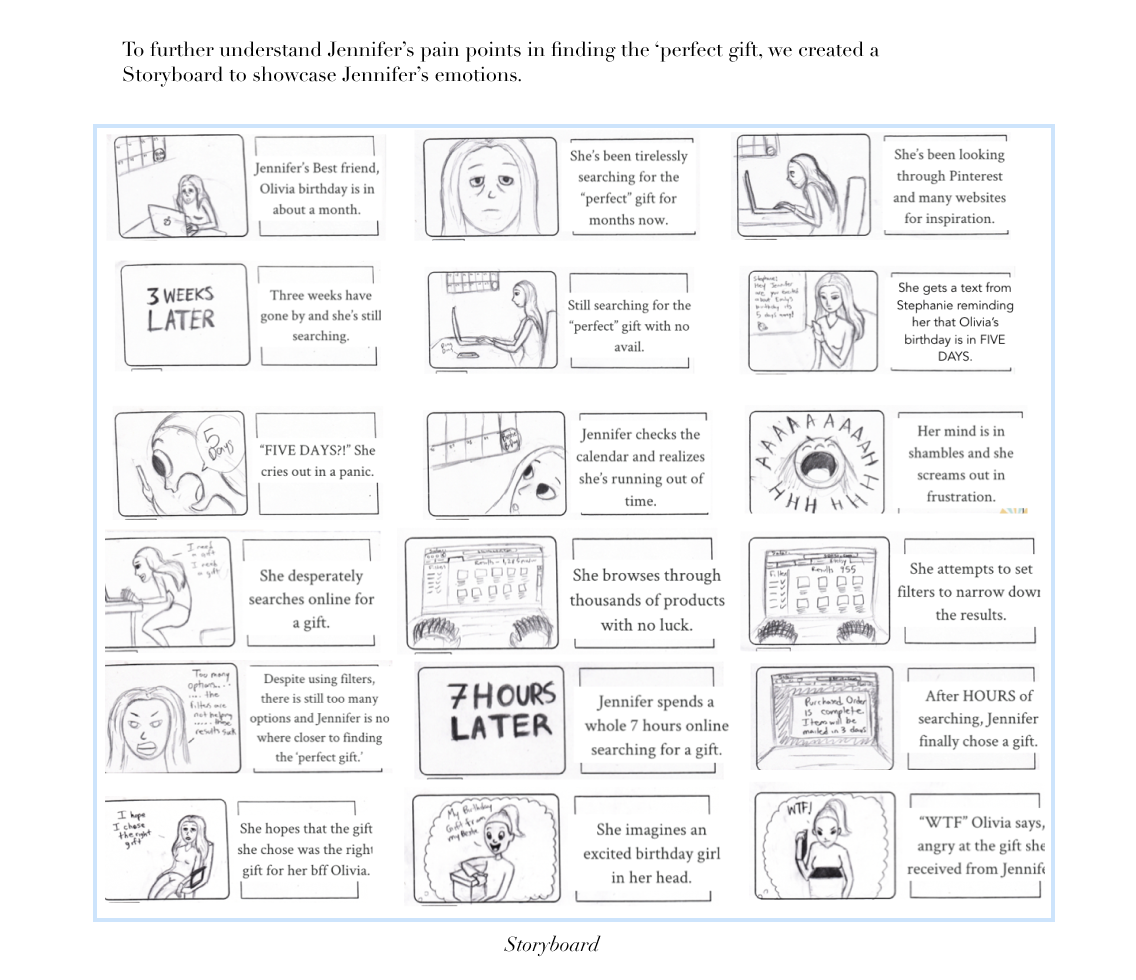 To further understand Jennifer’s pain points in finding the ‘perfect gift, we created a
Storyboard to showcase Jennifer’s emotions.
Jennifer’s Best friend,
Olivia birthday is in
about a month.
She’s been tirelessly
searching for the
“perfect” gift for
months now.
She’s been looking
through Pinterest
and many websites
for inspiration.
3 WEEKS
LATER
Three weeks have
gone by and she’s still
searching.
Still searching for the
“perfect” gift with no
avail.
Stephanie:
Hey Jennifer
are you excited
about Emily's
birthday its
5 days away!
She gets a text from
Stephanie reminding
her that Olivia’s
birthday is in FIVE
DAYS.
5
DAYS
“FIVE DAYS?!” She
cries out in a panic.
Jennifer checks the
calendar and realizes
she’s running out of
time.
AAAAAAAAAH
HHH HHH
Her mind is in
shambles and she
screams out in
frustration.
I need
a gift
I need
a gift
She desperately
searches online for
a gift.
Results
She browses through
thousands of products
with no luck.
Filter
Results 955
She attempts to set
filters to narrow down
the results.
Too many
options....
.... the
filters are
not helping
..... these
results suck
Despite using filters,
there is still too many
options and Jennifer is no
where closer to finding
the ‘perfect gift.’
7 HOURS
LATER
Jennifer spends a
whole 7 hours online
searching for a gift.
Purchased Order
is complete
Item will be
mailed in 3 days.
After HOURS of
searching, Jennifer
finally chose a gift.
I hope
I chose
the right
gift
She hopes that the gift
she chose was the right
gift for her bff Olivia.
My Birthday
Gift from
my Bestie
She imagines an
excited birthday girl
in her head.
WTF!
“WTF” Olivia says,
angry at the gift she
received from Jennife
Storyboard